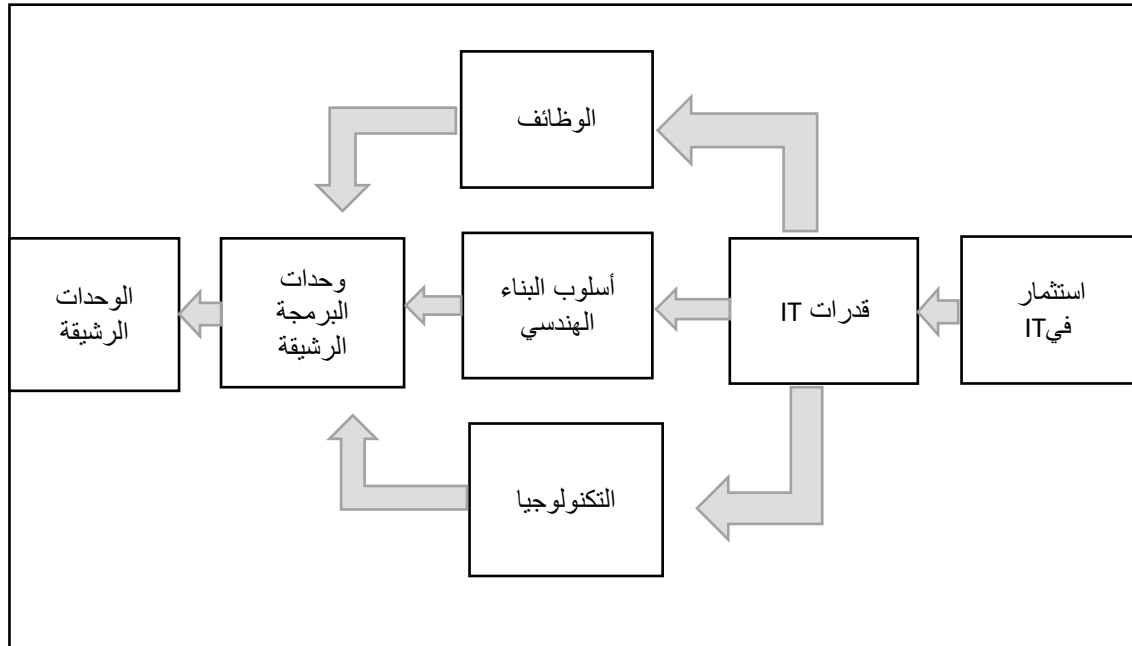 الوظائف
استثمار
فيIT
قدرات IT
أسلوب البناء
الهندسي
وحدات
البرمجة
الرشيقة
الوحدات
الرشيقة
التكنولوجيا